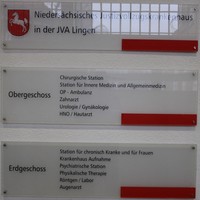 Niedersächsisches Justizvollzugskrankenhaus
in der JVA Lingen
Obergeschoss
Chirurgische Station
Station für Innere Medizin und Allgemeinmedizin
OP - Ambulanz
Zahnarzt
Urologie / Gynäkologie
HNO / Hautarzt
Erdgeschoss
Station für chronisch Kranke und für Frauen
Krankenhaus Aufnahme
Psychiatrische Station
Physikalische Therapie
Röntgen / Labor
Augenarzt